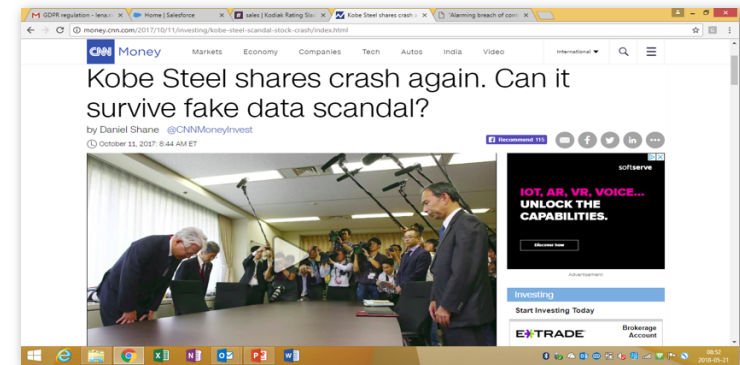 GDPR regulation - lena.n
Home | Salesforce
sales | Kodiak Rating Sla
Kobe Steel shares crash a
'Alarming breach of conf
money.cnn.com/2017/10/11/investing/kobe-steel-scandal-stock-crash/index.html
CNN Money
Markets Economy Companies Tech Autos India Video
International
Kobe Steel shares crash again. Can it
survive fake data scandal?
by Daniel Shane @CNNMoneyInvest
October 11, 2017: 8:44 AM ET
Recommend 115
softserve
IOT, AR, VR, VOICE...
UNLOCK THE
CAPABILITIES.
Discover how
Advertisement
Investing
Start Investing Today
E*TRADE
Brokerage
Account
08:52
2018-05-21